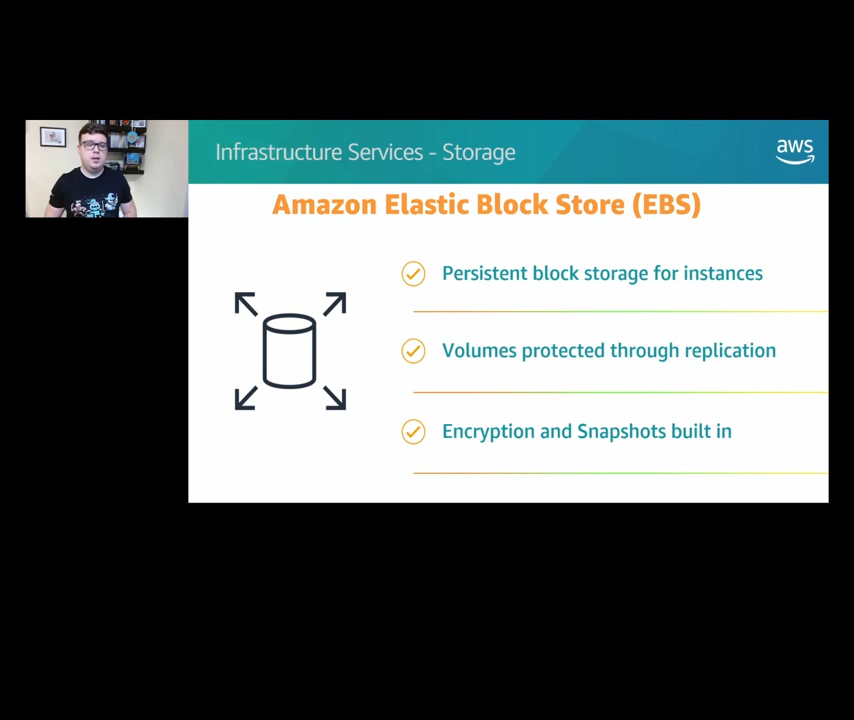 Infrastructure Services - Storage
aws
Amazon Elastic Block Store (EBS)
Persistent block storage for instances
Volumes protected through replication
Encryption and Snapshots built in